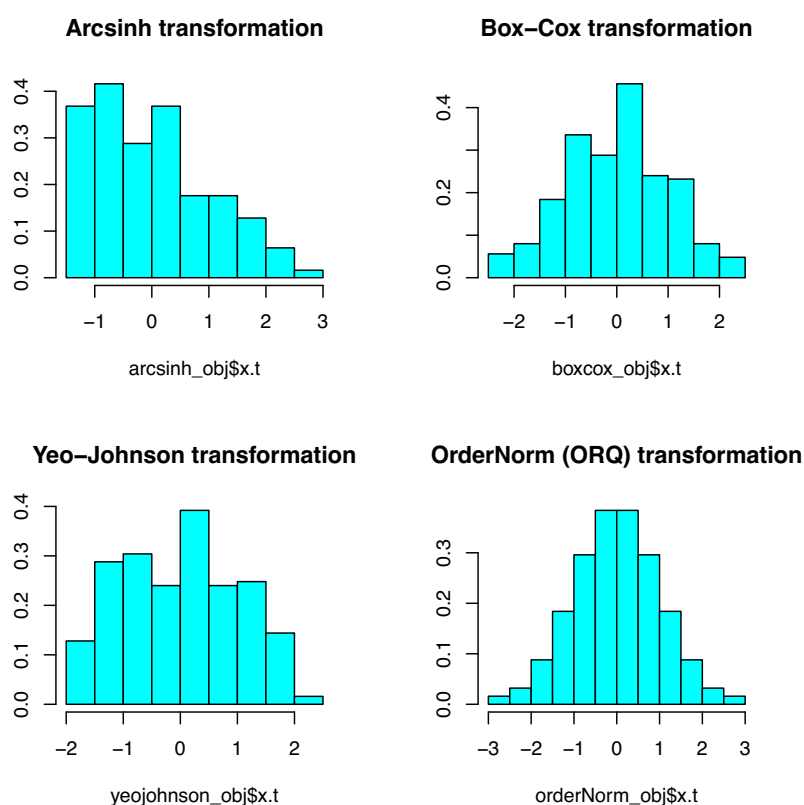 Arcsinh transformation
0.0 0.1 0.2 0.3 0.4
−1 0 1 2 3
arcsinh_obj$x.t
Box−Cox transformation
0.0 0.2 0.4
−2 −1 0 1 2
boxcox_obj$x.t
Yeo−Johnson transformation
0.0 0.1 0.2 0.3 0.4
−2 −1 0 1 2
yeojohnson_obj$x.t
OrderNorm (ORQ) transformation
0.0 0.1 0.2 0.3
−3 −2 −1 0 1 2 3
orderNorm_obj$x.t